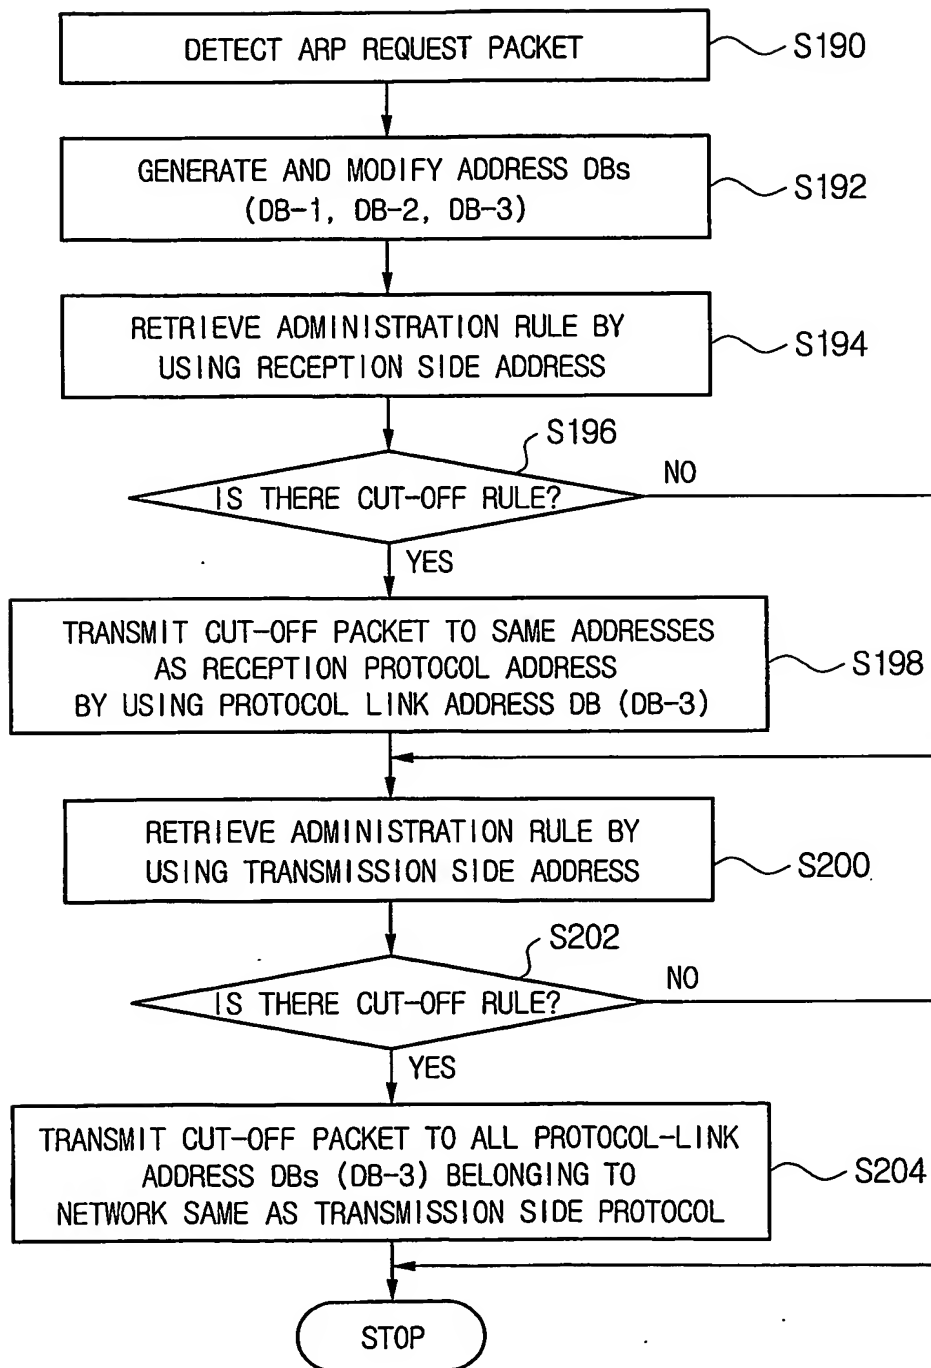 DETECT ARP REQUEST PACKET
S190
GENERATE AND MODIFY ADDRESS DBs
(DB-1, DB-2, DB-3)
S192
RETRIEVE ADMINISTRATION RULE BY
USING RECEPTION SIDE ADDRESS
S194
S196
IS THERE CUT-OFF RULE?
NO
YES
TRANSMIT CUT-OFF PACKET TO SAME ADDRESSES
AS RECEPTION PROTOCOL ADDRESS
BY USING PROTOCOL LINK ADDRESS DB (DB-3)
S198
RETRIEVE ADMINISTRATION RULE BY
USING TRANSMISSION SIDE ADDRESS
S200
S202
IS THERE CUT-OFF RULE?
NO
YES
TRANSMIT CUT-OFF PACKET TO ALL PROTOCOL-LINK
ADDRESS DBs (DB-3) BELONGING TO
NETWORK SAME AS TRANSMISSION SIDE PROTOCOL
S204
STOP